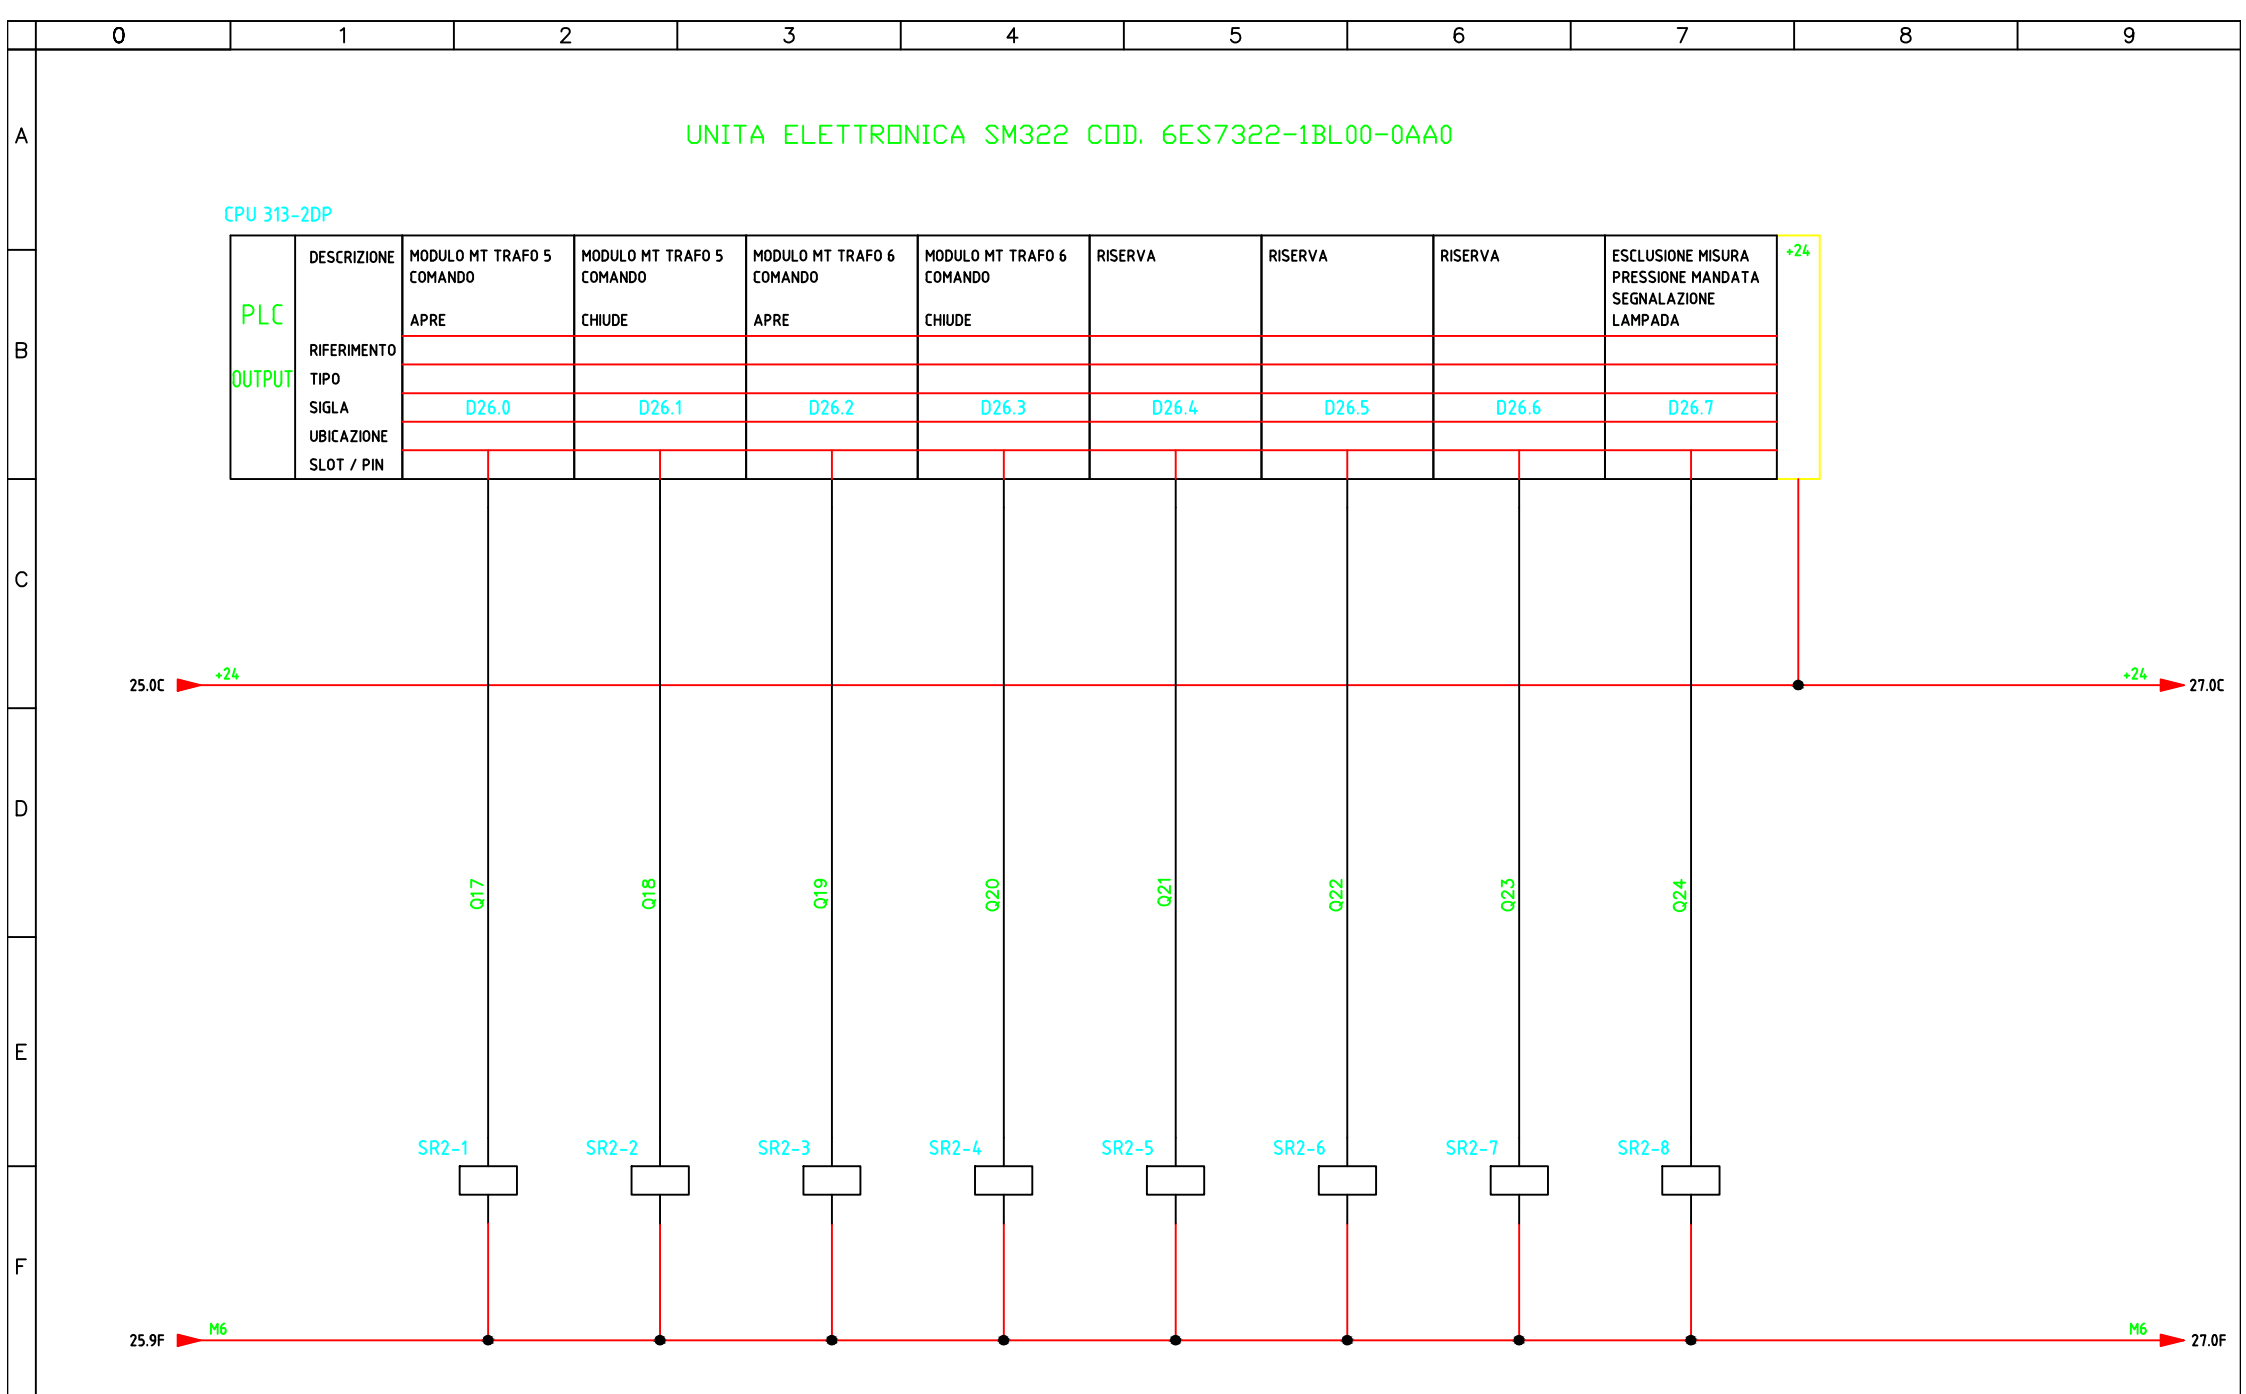 0 1 2 3 4 5 6 7 8 9
A
UNITA ELETTRONICA SM322 COD. 6ES7322-1BL00-0AA0
CPU 313-2DP
PLC
OUTPUT
DESCRIZIONE
MODULO MT TRAFO 5
COMANDO
APRE
MODULO MT TRAFO 5
COMANDO
CHIUDE
MODULO MT TRAFO 6
COMANDO
APRE
MODULO MT TRAFO 6
COMANDO
CHIUDE
RISERVA
RISERVA
RISERVA
ESCLUSIONE MISURA
PRESSIONE MANDATA
SEGNALAZIONE
LAMPADA
+24
B
RIFERIMENTO
TIPO
SIGLA D26.0 D26.1 D26.2 D26.3 D26.4 D26.5 D26.6 D26.7
UBICAZIONE
SLOT / PIN
C
25.0C +24 +24 27.0C
D
Q17 Q18 Q19 Q20 Q21 Q22 Q23 Q24
E
SR2-1 SR2-2 SR2-3 SR2-4 SR2-5 SR2-6 SR2-7 SR2-8
F
25.9F M6 M6 27.0F